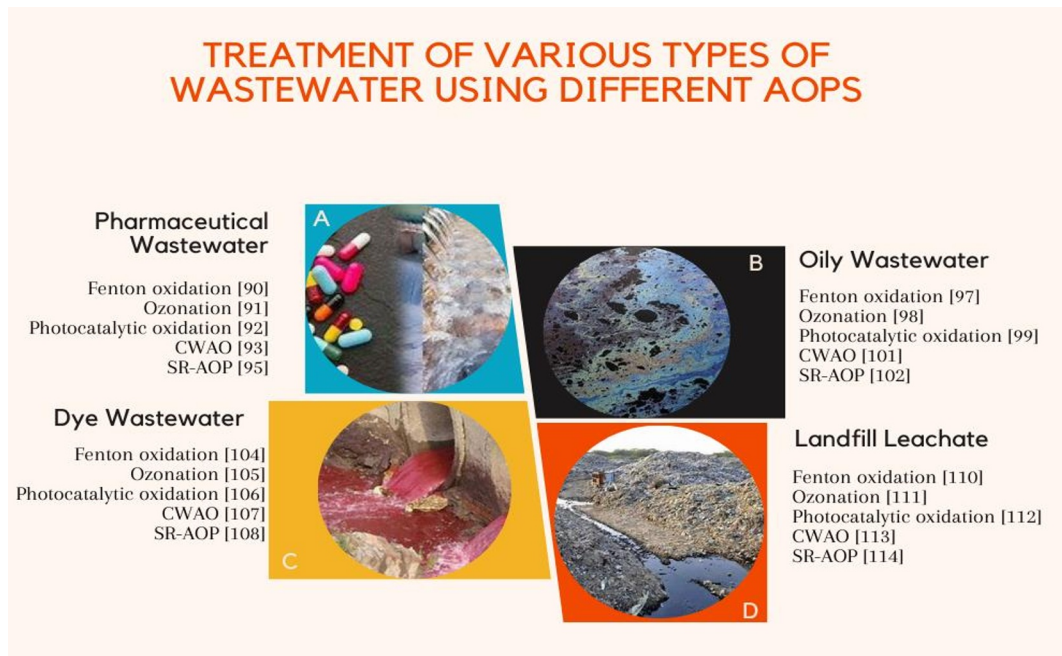 TREATMENT OF VARIOUS TYPES OF
WASTEWATER USING DIFFERENT AOPS
A
Pharmaceutical
Wastewater
Fenton oxidation [90]
Ozonation [91]
Photocatalytic oxidation [92]
CWAO [93]
SR-AOP [95]
B
Oily Wastewater
Fenton oxidation [97]
Ozonation [98]
Photocatalytic oxidation [99]
CWAO [101]
SR-AOP [102]
Dye Wastewater
Fenton oxidation [104]
Ozonation [105]
Photocatalytic oxidation [106]
CWAO [107]
SR-AOP [108]
C
Landfill Leachate
Fenton oxidation [110]
Ozonation [111]
Photocatalytic oxidation [112]
CWAO [113]
SR-AOP [114]
D